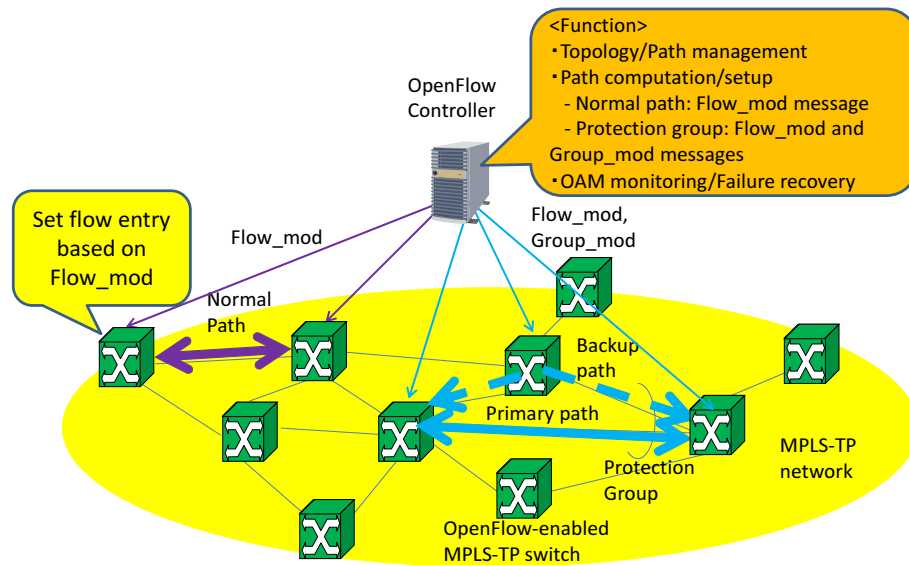 <Function>
・Topology/Path management
・Path computation/setup
- Normal path: Flow_mod message
- Protection group: Flow_mod and
Group_mod messages
・OAM monitoring/Failure recovery
OpenFlow
Controller
Set flow entry
based on
Flow_mod
Flow_mod
Flow_mod,
Group_mod
Normal
Path
Backup
path
Primary path
Protection
Group
MPLS-TP
network
OpenFlow-enabled
MPLS-TP switch